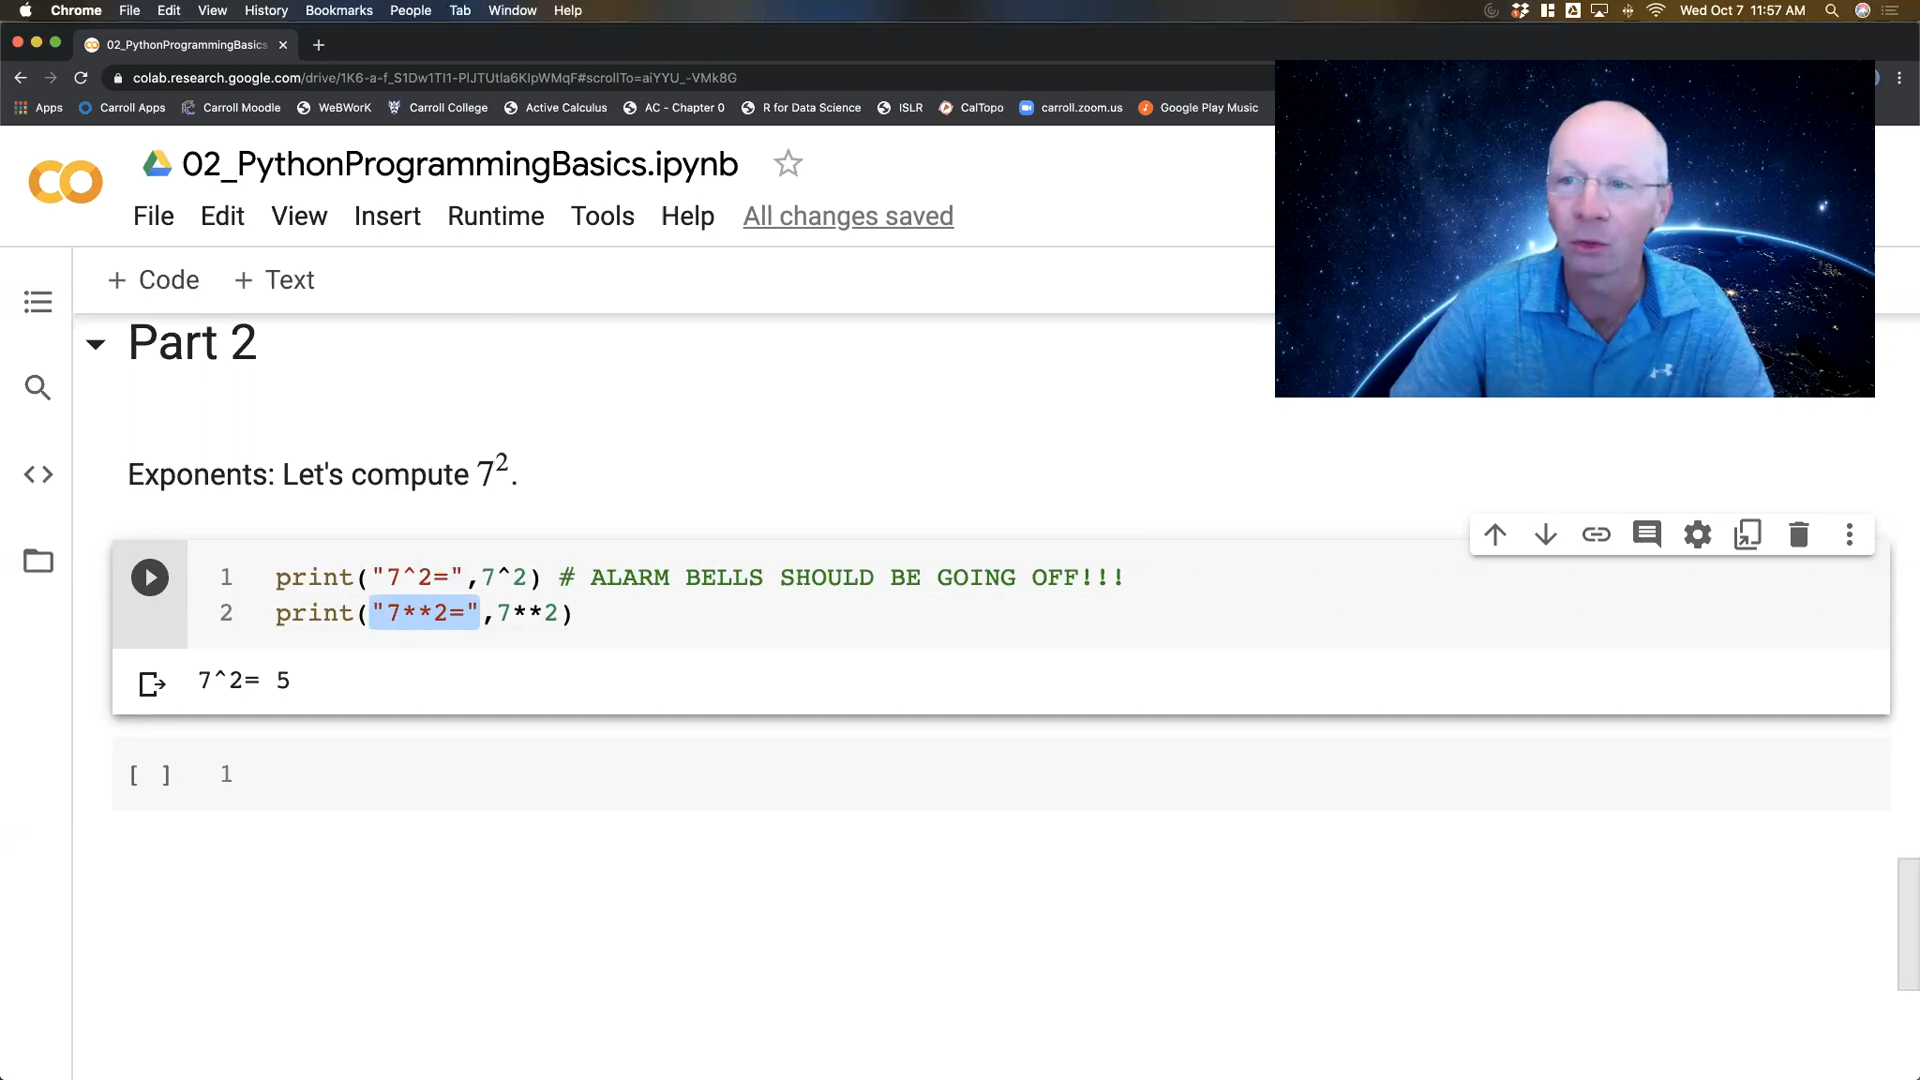 Chrome File Edit View History Bookmarks People Tab Window Help Wed Oct 7 11:57 AM
02_PythonProgrammingBasics
colab.research.google.com/drive/1K6-a-f_S1Dw1TI1-PIJTUtla6KlpWMqF#scrollTo=aiYYU_-VMk8G
Apps Carroll Apps Carroll Moodle WeBWorK Carroll College Active Calculus AC - Chapter 0 R for Data Science ISLR CalTopo carroll.zoom.us Google Play Music
02_PythonProgrammingBasics.ipynb
File Edit View Insert Runtime Tools Help All changes saved
+ Code + Text
Part 2
Exponents: Let's compute 7².
1 print("7^2=",7^2) # ALARM BELLS SHOULD BE GOING OFF!!!
2 print("7**2=",7**2)
7^2= 5
[ ] 1